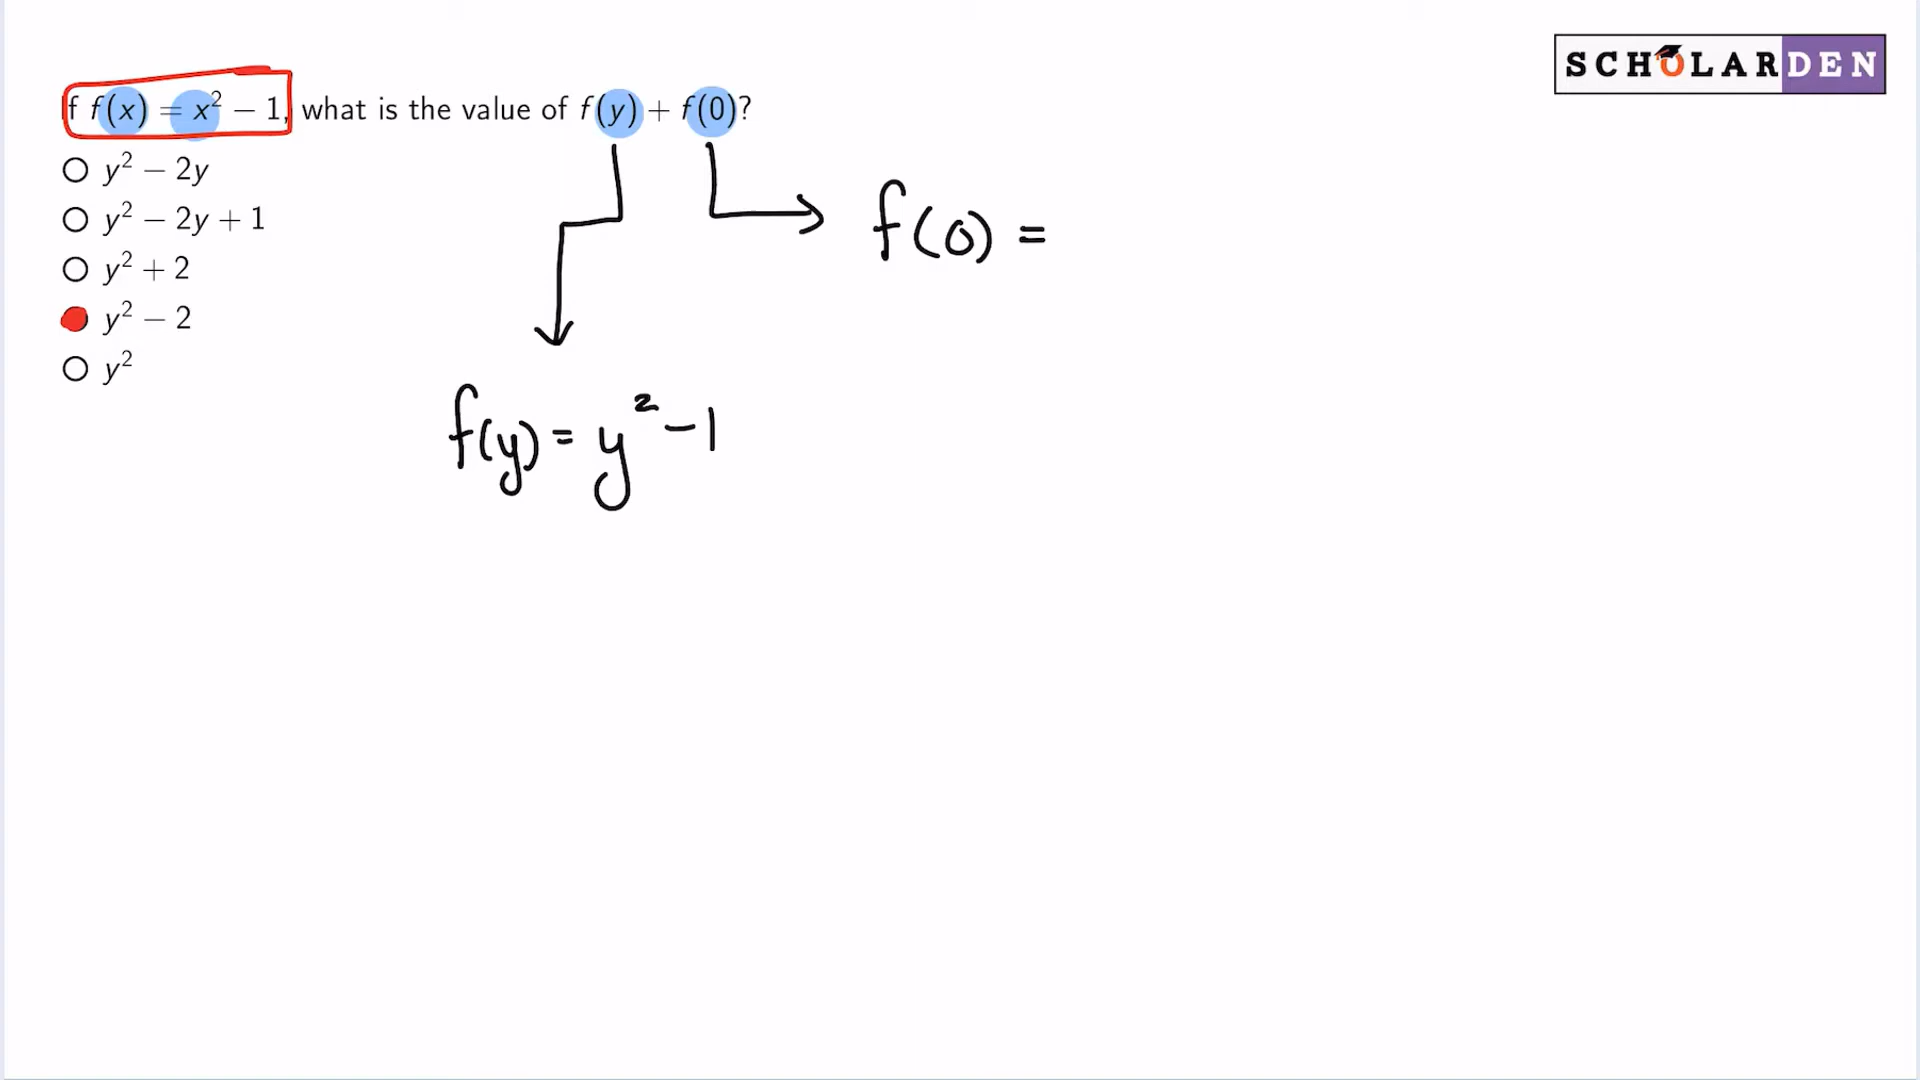 SCHOLARDEN
If f(x) = x² − 1, what is the value of f(y) + f(0)?
y² − 2y
y² − 2y + 1
y² + 2
y² − 2
y²
f(0) =
f(y) = y² − 1